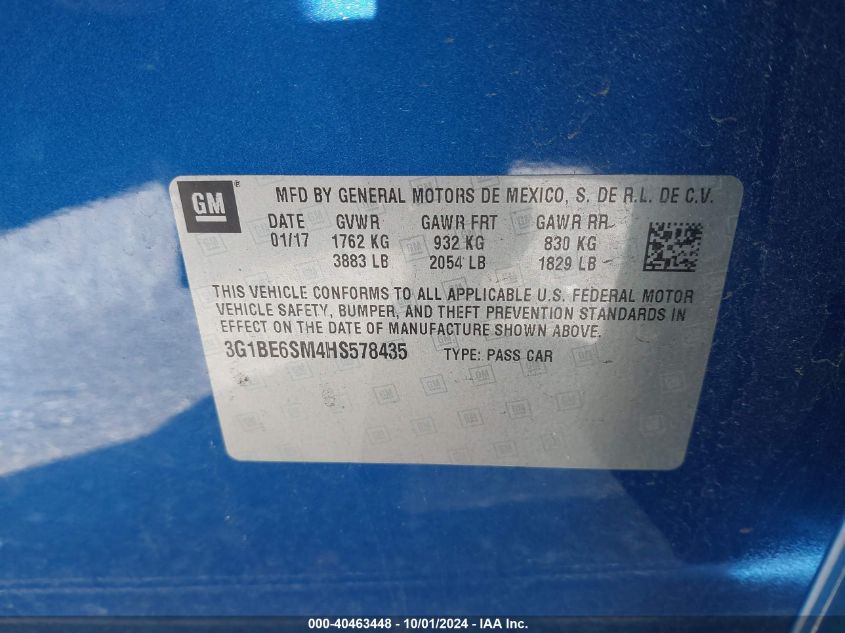 GM®
MFD BY GENERAL MOTORS DE MEXICO, S. DE R.L. DE C.V.
DATE GVWR GAWR FRT GAWR RR
01/17 1762 KG 932 KG 830 KG
3883 LB 2054 LB 1829 LB
THIS VEHICLE CONFORMS TO ALL APPLICABLE U.S. FEDERAL MOTOR
VEHICLE SAFETY, BUMPER, AND THEFT PREVENTION STANDARDS IN
EFFECT ON THE DATE OF MANUFACTURE SHOWN ABOVE.
3G1BE6SM4HS578435 TYPE: PASS CAR
000-40463448 - 10/01/2024 - IAA Inc.